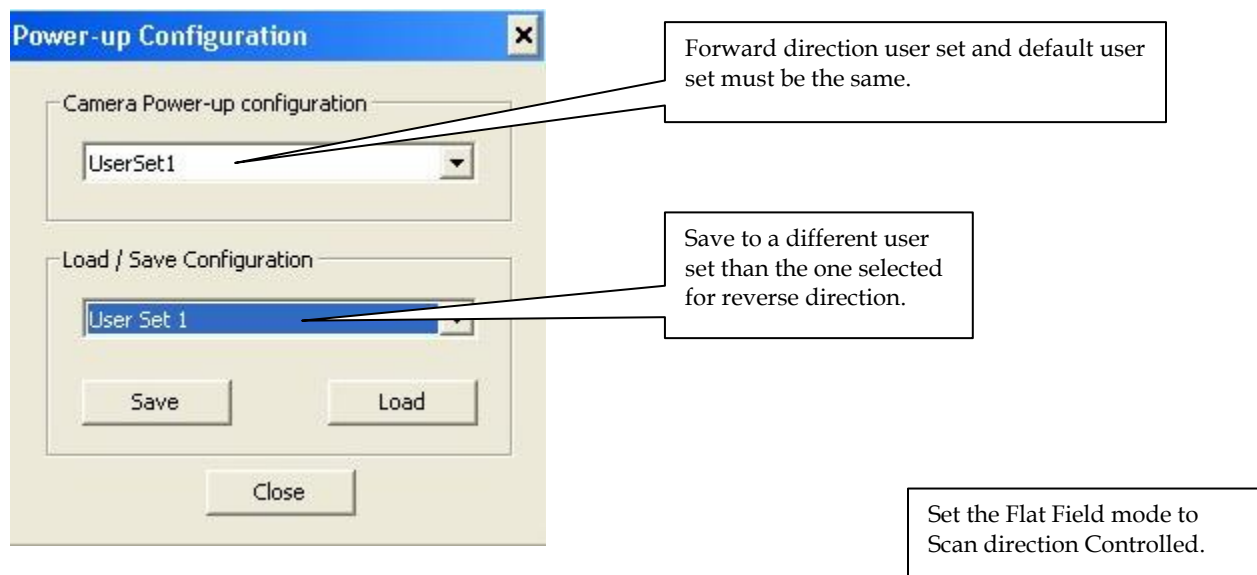 Power-up Configuration
Camera Power-up configuration
UserSet1
Load / Save Configuration
User Set 1
Save Load
Close
Forward direction user set and default user
set must be the same.
Save to a different user
set than the one selected
for reverse direction.
Set the Flat Field mode to
Scan direction Controlled.